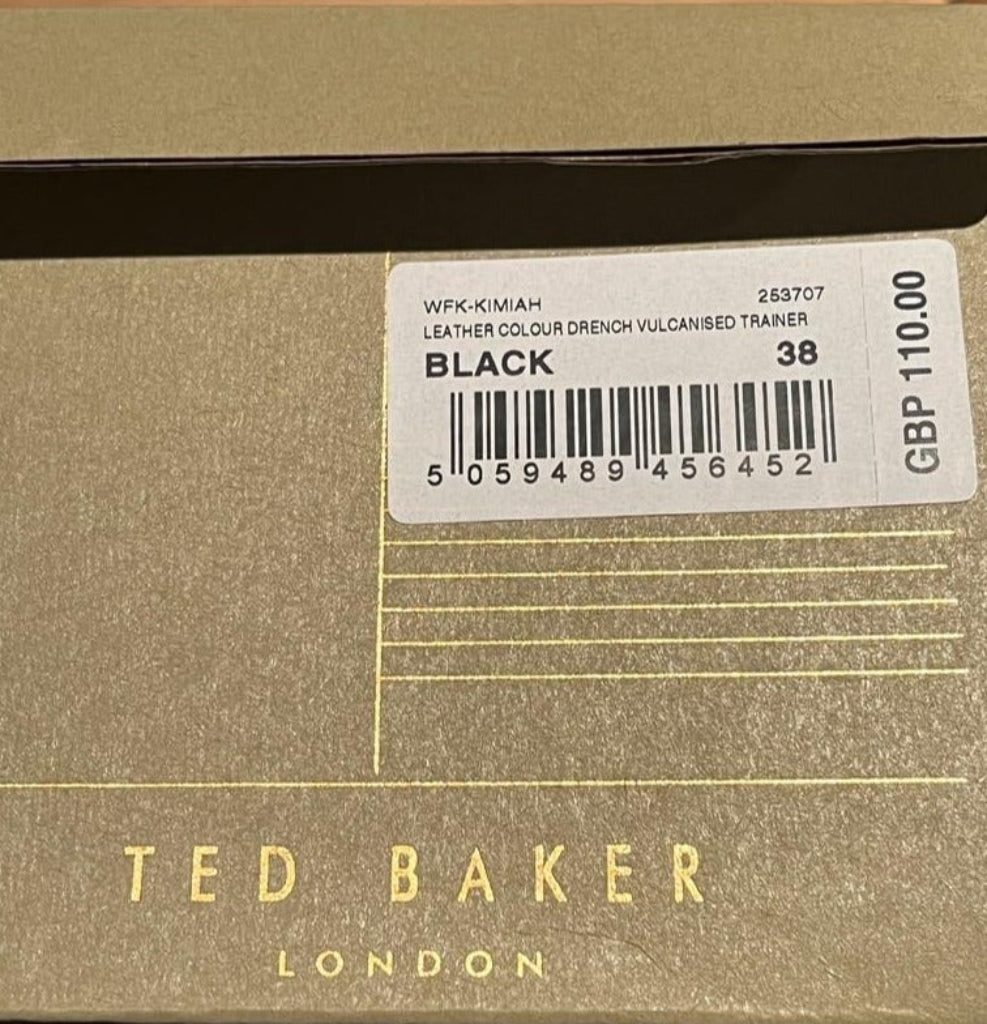 WFK-KIMIAH 253707
LEATHER COLOUR DRENCH VULCANISED TRAINER
BLACK 38
5 059489 456452
GBP 110.00
TED BAKER
LONDON